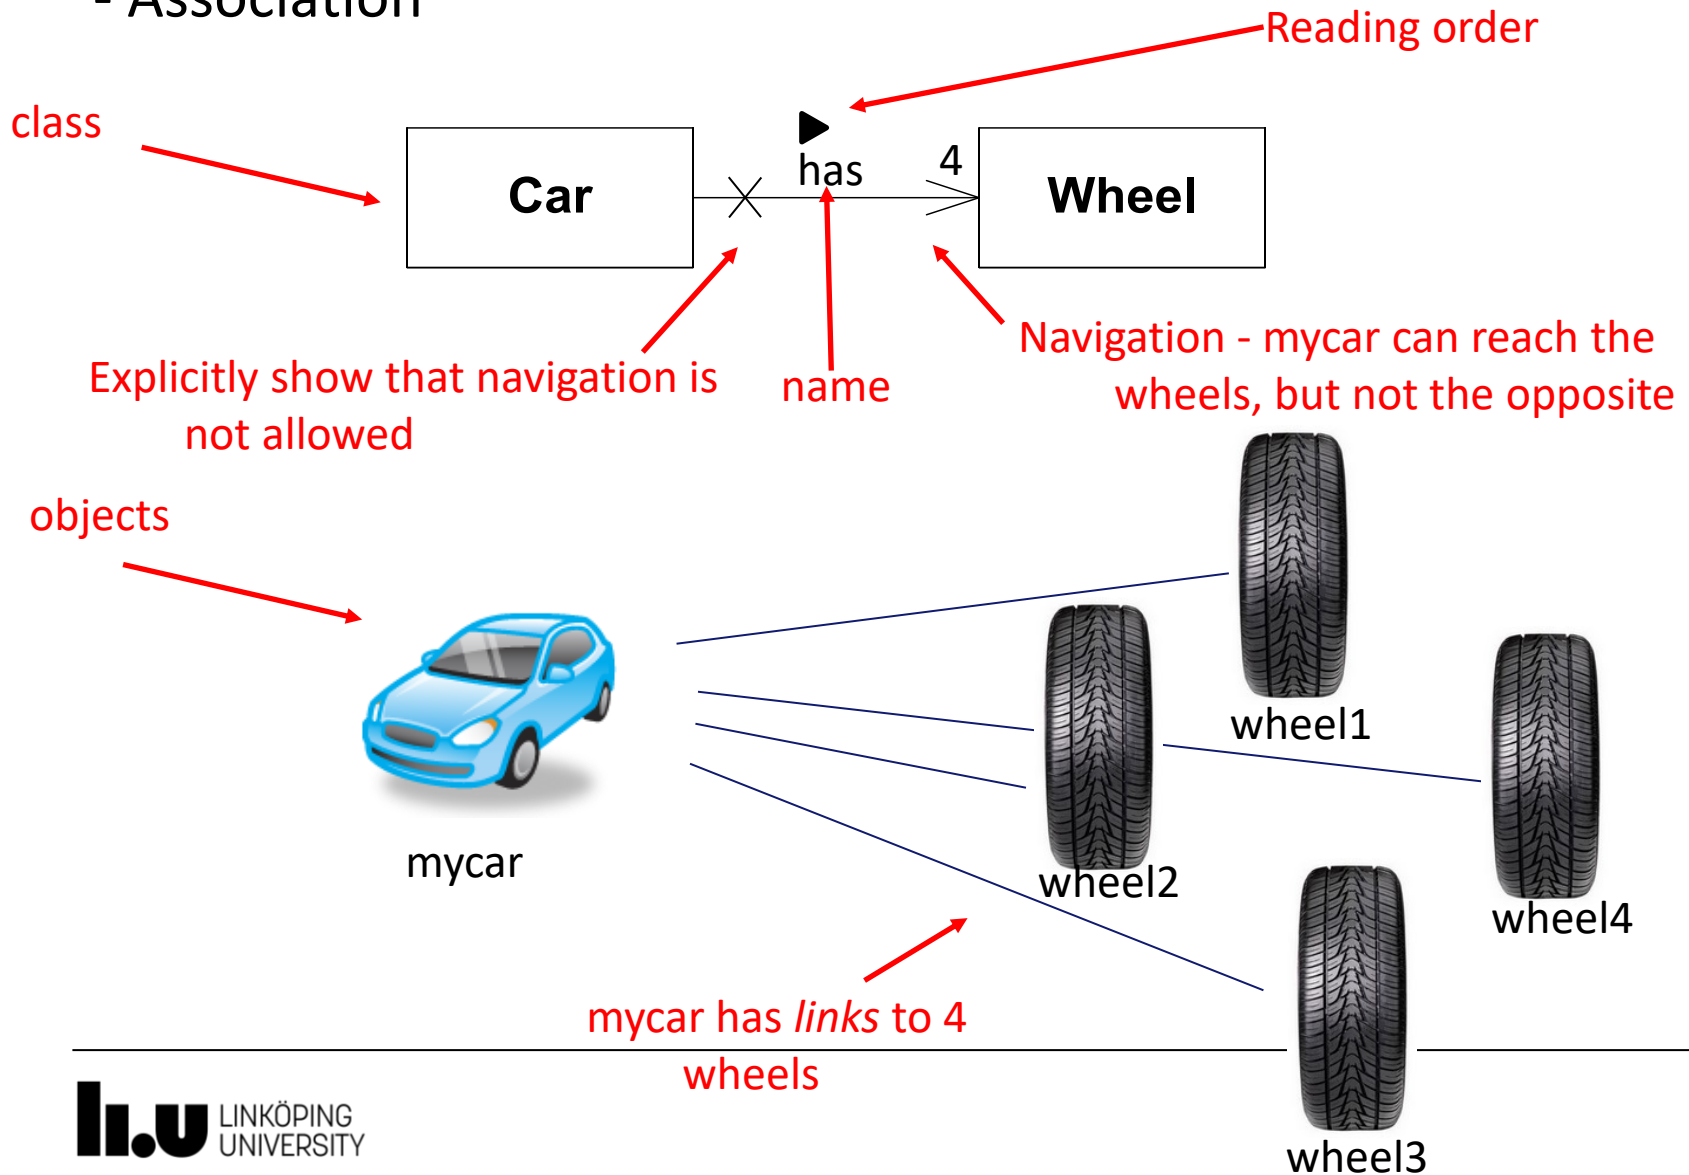 - Association
Reading order
class
has
4
Car
Wheel
Explicitly show that navigation is
not allowed
name
Navigation - mycar can reach the
wheels, but not the opposite
objects
wheel1
mycar
wheel2
wheel4
mycar has links to 4
wheels
wheel3
li.u LINKÖPING
UNIVERSITY